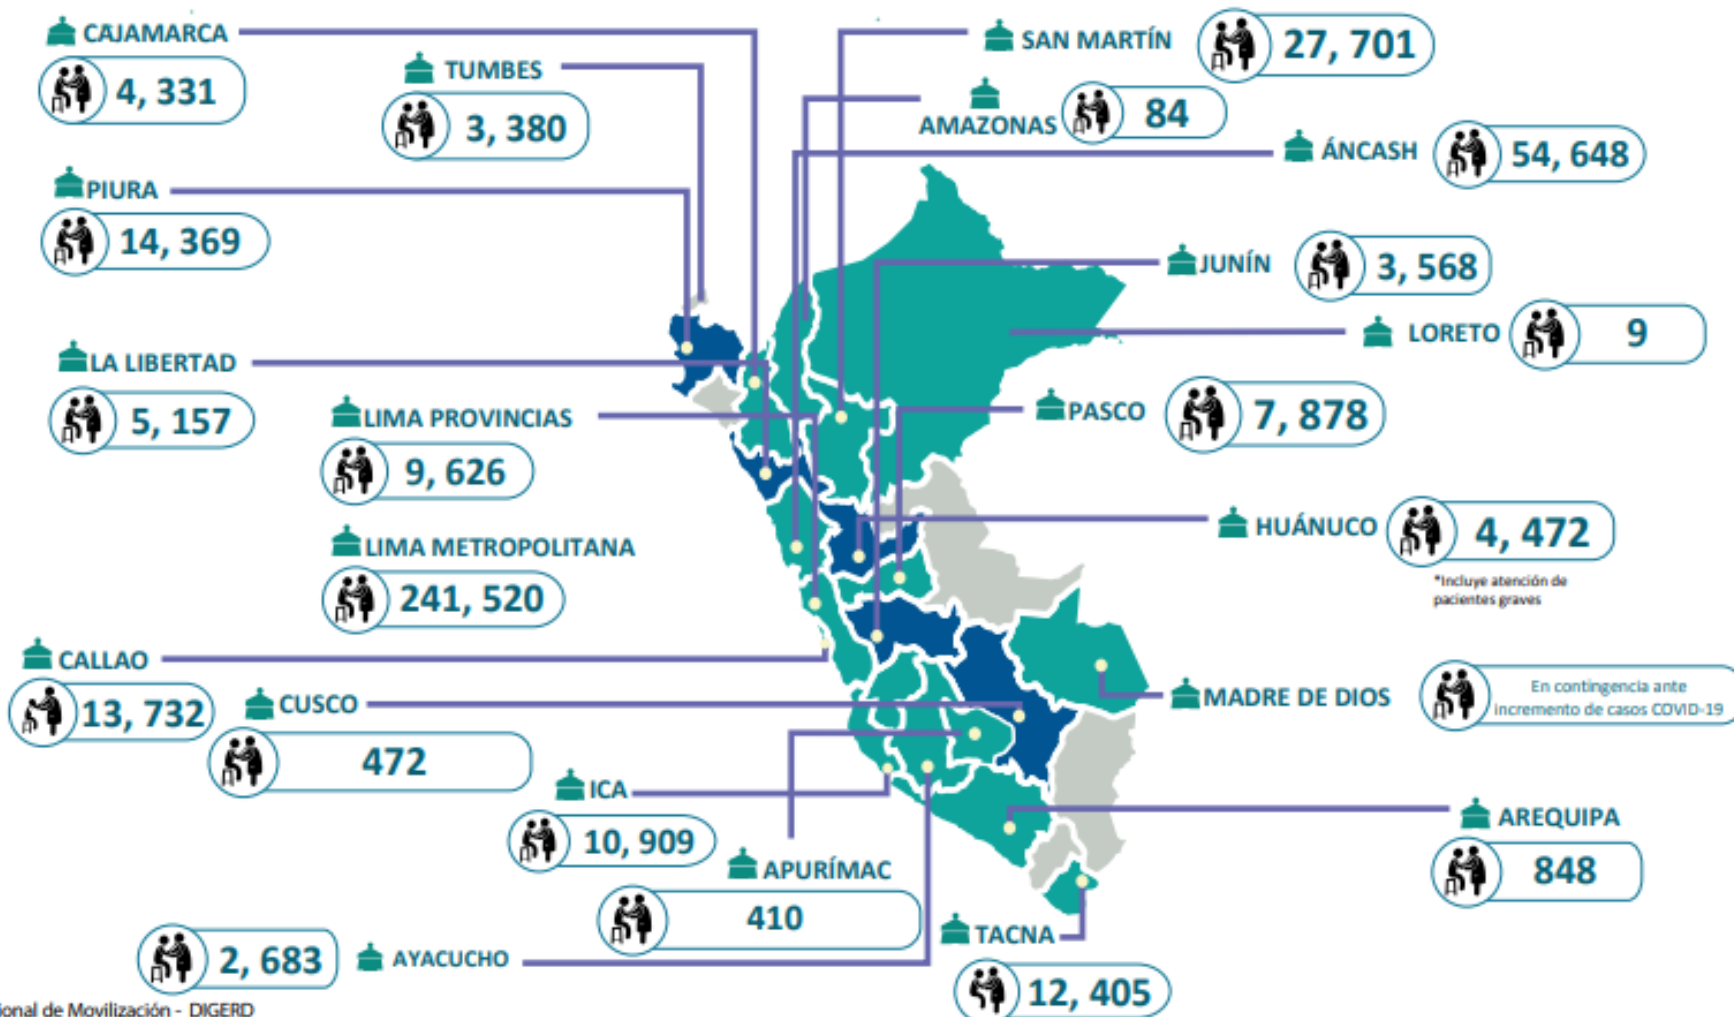 CAJAMARCA
4, 331
TUMBES
3, 380
SAN MARTÍN
27, 701
AMAZONAS
84
ÁNCASH
54, 648
PIURA
14, 369
JUNÍN
3, 568
LORETO
9
LA LIBERTAD
5, 157
LIMA PROVINCIAS
9, 626
PASCO
7, 878
HUÁNUCO
4, 472
*Incluye atención de
pacientes graves
LIMA METROPOLITANA
241, 520
CALLAO
13, 732
CUSCO
472
MADRE DE DIOS
En contingencia ante
incremento de casos COVID-19
ICA
10, 909
APURÍMAC
410
AREQUIPA
848
TACNA
12, 405
2, 683
AYACUCHO
ional de Movilización - DIGERD